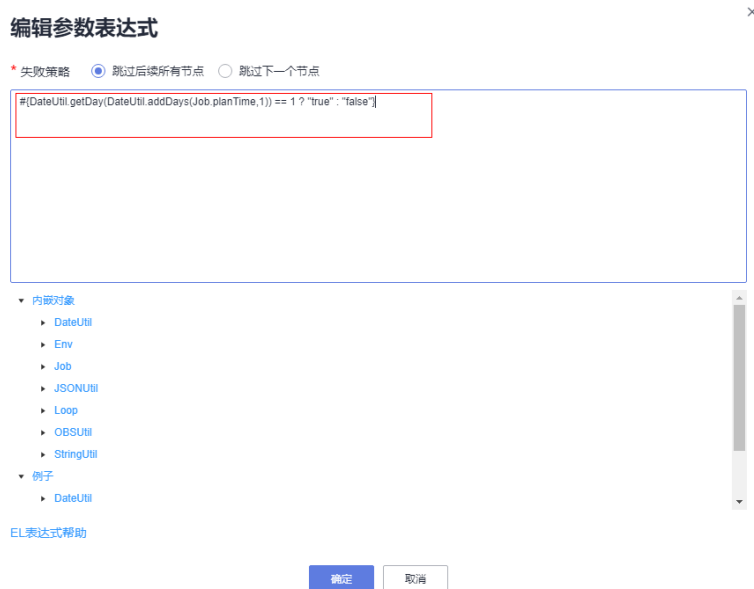 编辑参数表达式
* 失败策略 跳过后续所有节点 跳过下一个节点
#{DateUtil.getDay(DateUtil.addDays(Job.planTime,1)) == 1 ? "true" : "false"}
内嵌对象
DateUtil
Env
Job
JSONUtil
Loop
OBSUtil
StringUtil
例子
DateUtil
EL表达式帮助
确定 取消